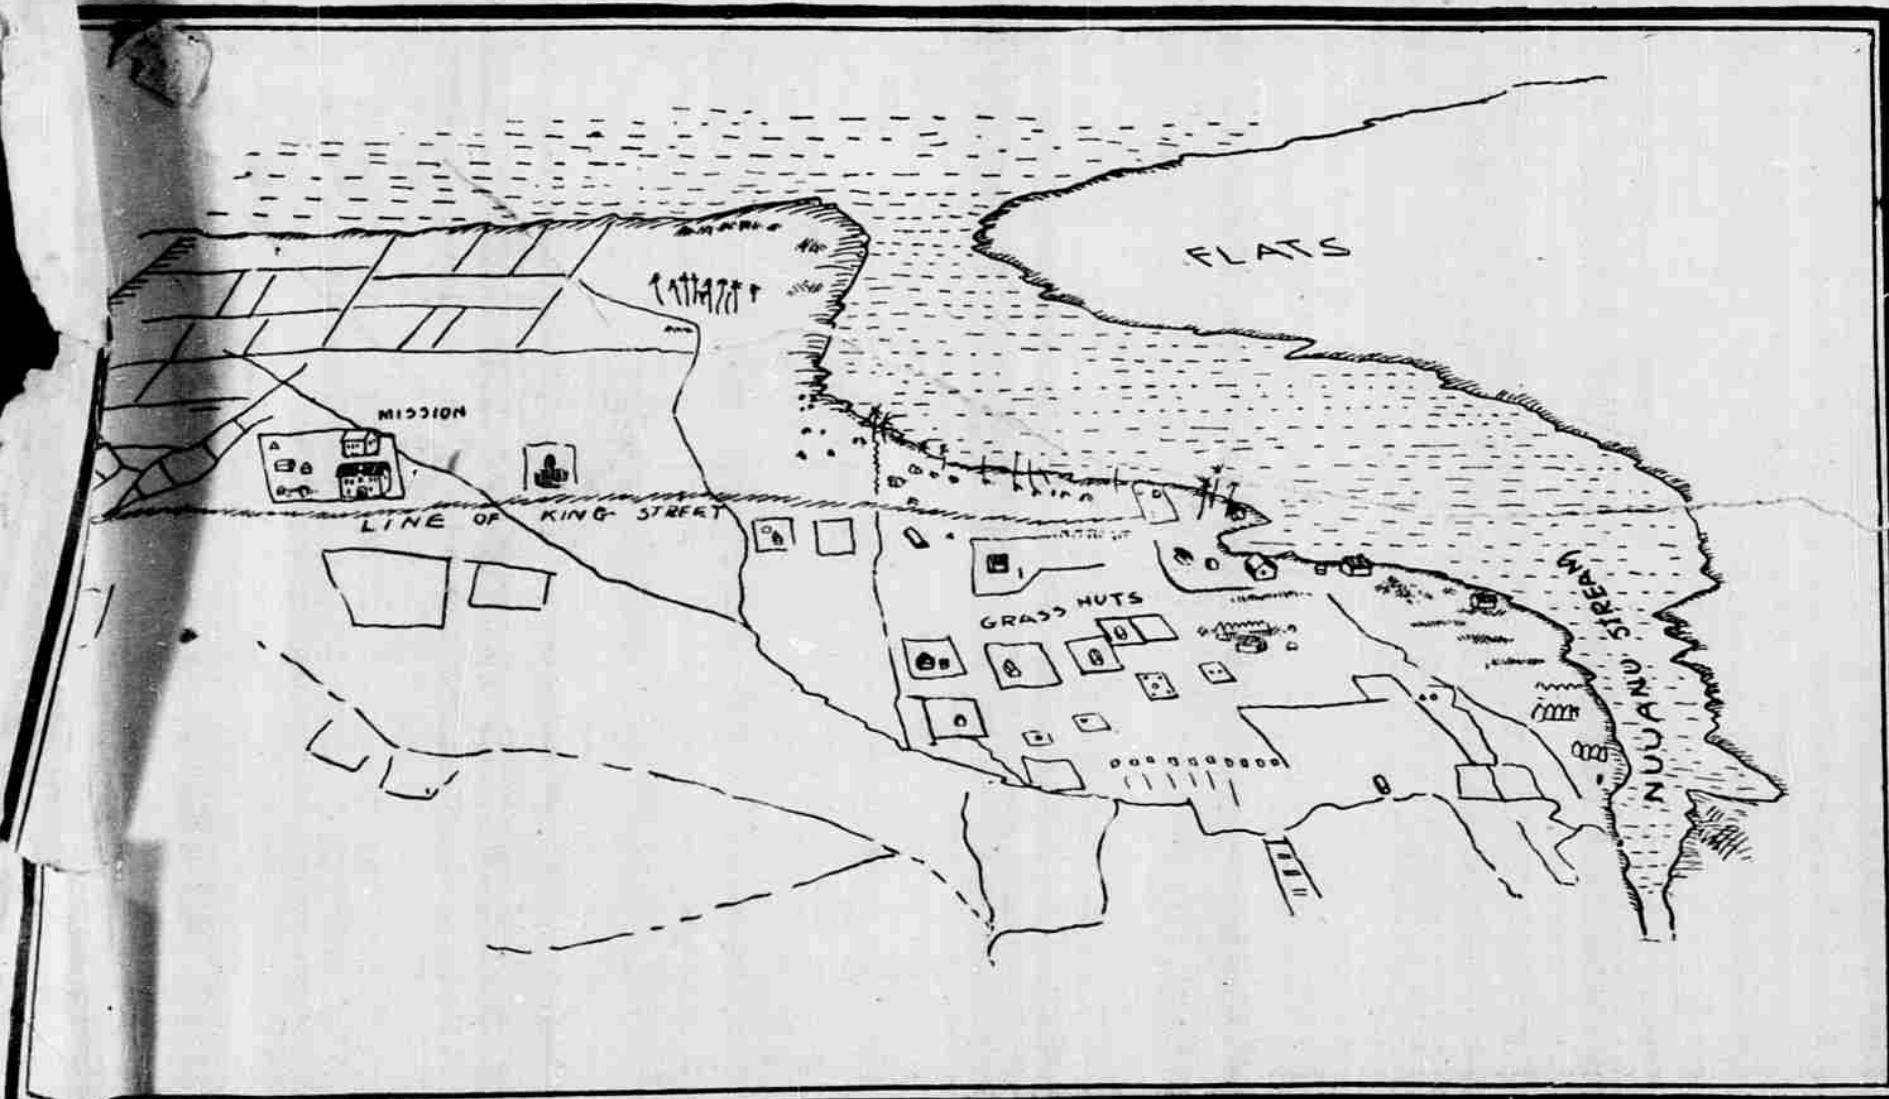 FLATS
MISSION
LINE OF KING STREET
GRASS HUTS
NUUANU STREAM